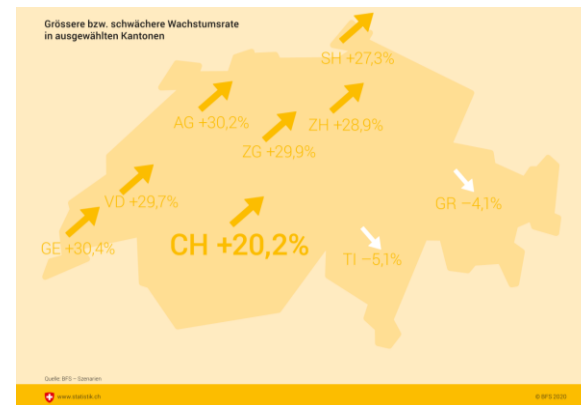 Grössere bzw. schwächere Wachstumsrate
in ausgewählten Kantonen
SH +27,3%
AG +30,2%
ZH +28,9%
ZG +29,9%
VD +29,7%
GR −4,1%
GE +30,4%
CH +20,2%
TI −5,1%
Quelle: BFS – Szenarien
www.statistik.ch
© BFS 2020